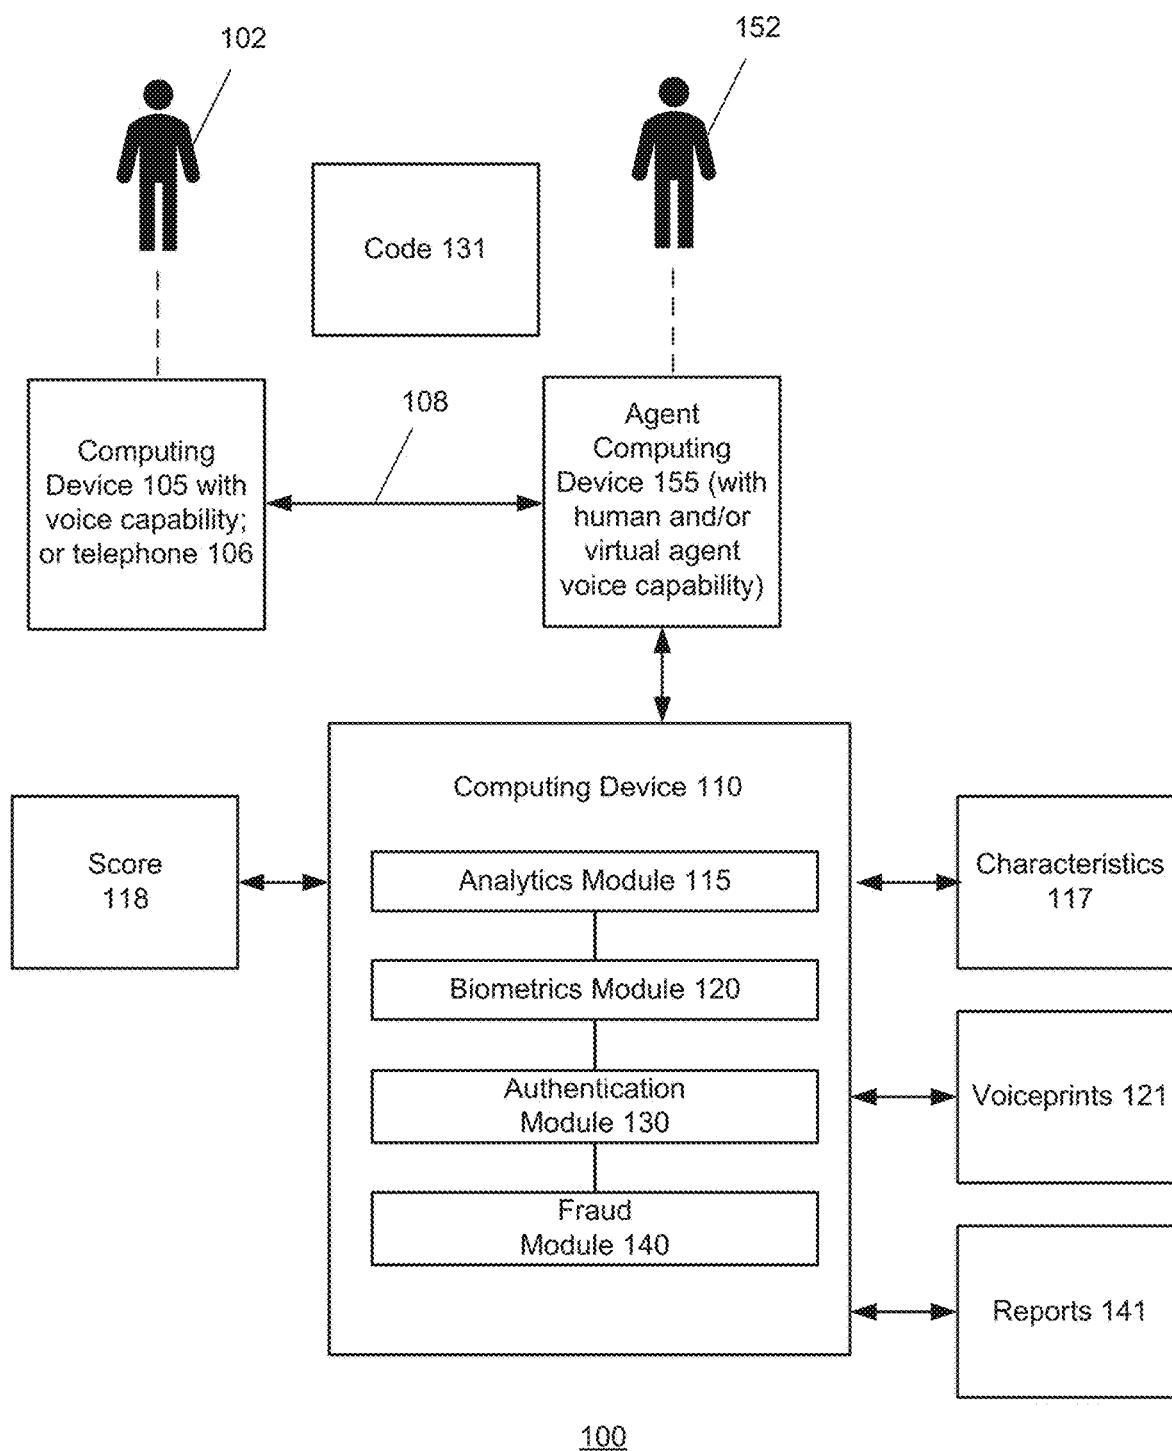 102
152
Code 131
108
Computing
Device 105 with
voice capability;
or telephone 106
Agent
Computing
Device 155 (with
human and/or
virtual agent
voice capability)
Computing Device 110
Score
118
Analytics Module 115
Characteristics
117
Biometrics Module 120
Authentication
Module 130
Voiceprints 121
Fraud
Module 140
Reports 141
100